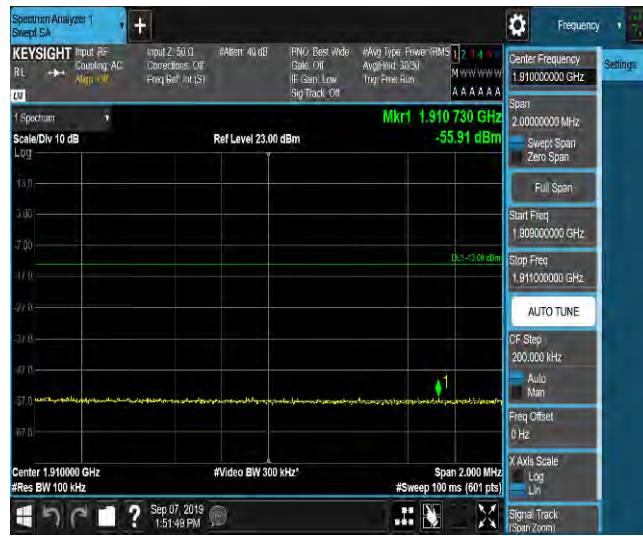 Spectrum Analyzer 1
Swept SA
+
Frequency
KEYSIGHT
RL
LXI
Input: RF
Coupling: AC
Align: Off
Input Z: 50 Ω
Corrections: Off
Freq Ref: Int (S)
#Atten: 40 dB
PNO: Best Wide
Gate: Off
IF Gain: Low
Sig Track: Off
#Avg Type: Power (RMS
Avg|Hold: 30/30
Trig: Free Run
M W W W W W
A A A A A A
Settings
Center Frequency
1.910000000 GHz
Span
2.00000000 MHz
Swept Span
Zero Span
Full Span
Start Freq
1.909000000 GHz
Stop Freq
1.911000000 GHz
AUTO TUNE
CF Step
200.000 kHz
Auto
Man
Freq Offset
0 Hz
X Axis Scale
Log
Lin
Signal Track
(Span Zoom)
1 Spectrum
Mkr1 1.910 730 GHz
Scale/Div 10 dB
Ref Level 23.00 dBm
-55.91 dBm
Log
13.0
3.00
-7.00
DL1 -13.00 dBm
-17.0
-27.0
-37.0
-47.0
1
-57.0
-67.0
Center 1.910000 GHz
#Video BW 300 kHz*
Span 2.000 MHz
#Res BW 100 kHz
#Sweep 100 ms (601 pts)
?
Sep 07, 2019
1:51:49 PM